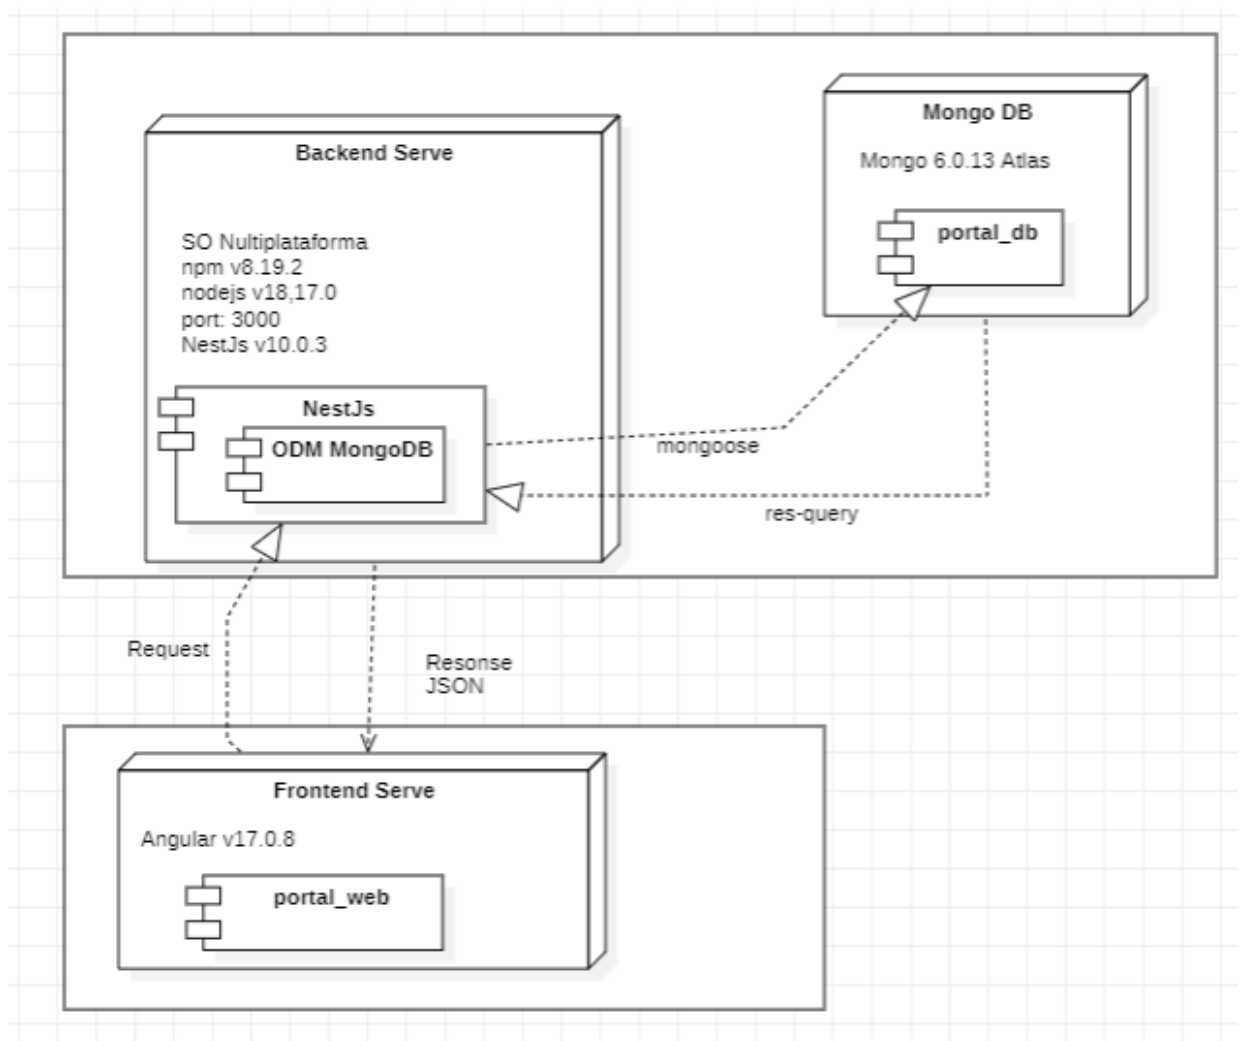 Mongo DB
Mongo 6.0.13 Atlas
portal_db
Backend Serve
SO Nultiplataforma
npm v8.19.2
nodejs v18,17.0
port: 3000
NestJs v10.0.3
NestJs
ODM MongoDB
mongoose
res-query
Request
Resonse
JSON
Frontend Serve
Angular v17.0.8
portal_web